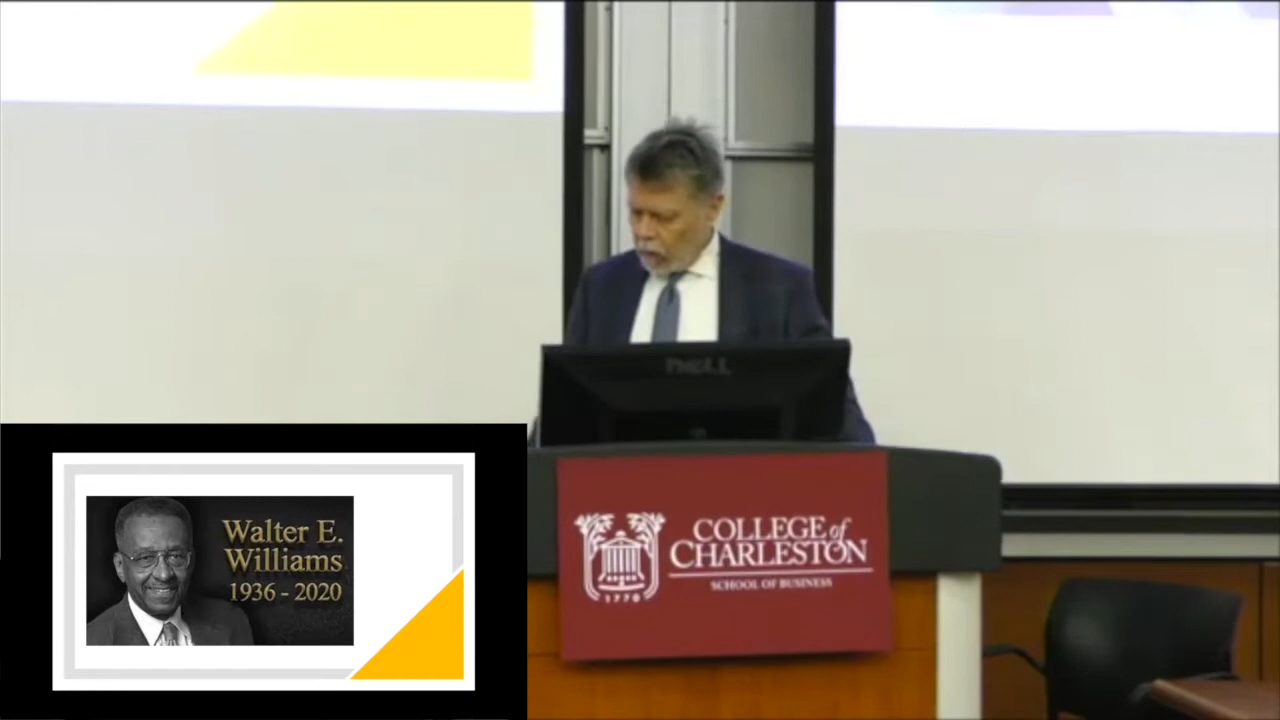 DELL
COLLEGE of
CHARLESTON
SCHOOL OF BUSINESS
1770
Walter E.
Williams
1936 - 2020